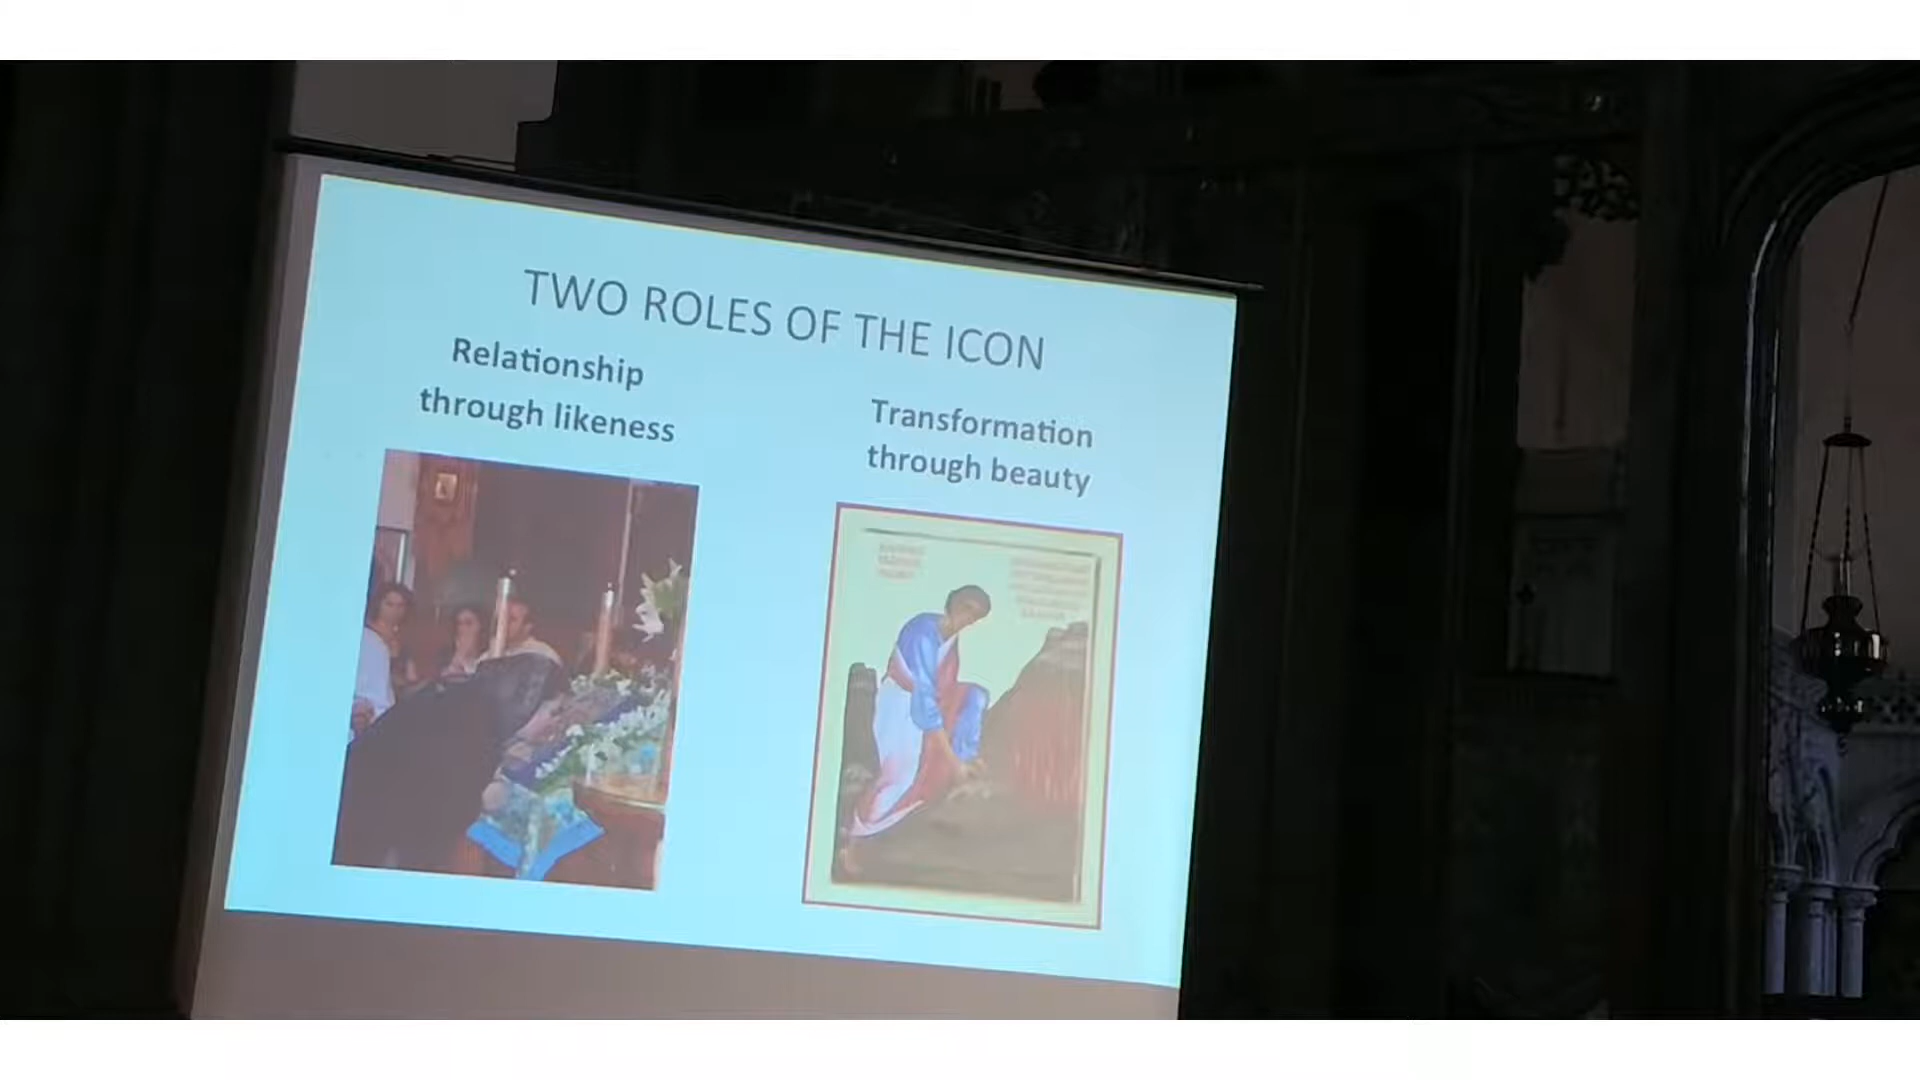 TWO ROLES OF THE ICON
Relationship
through likeness
Transformation
through beauty